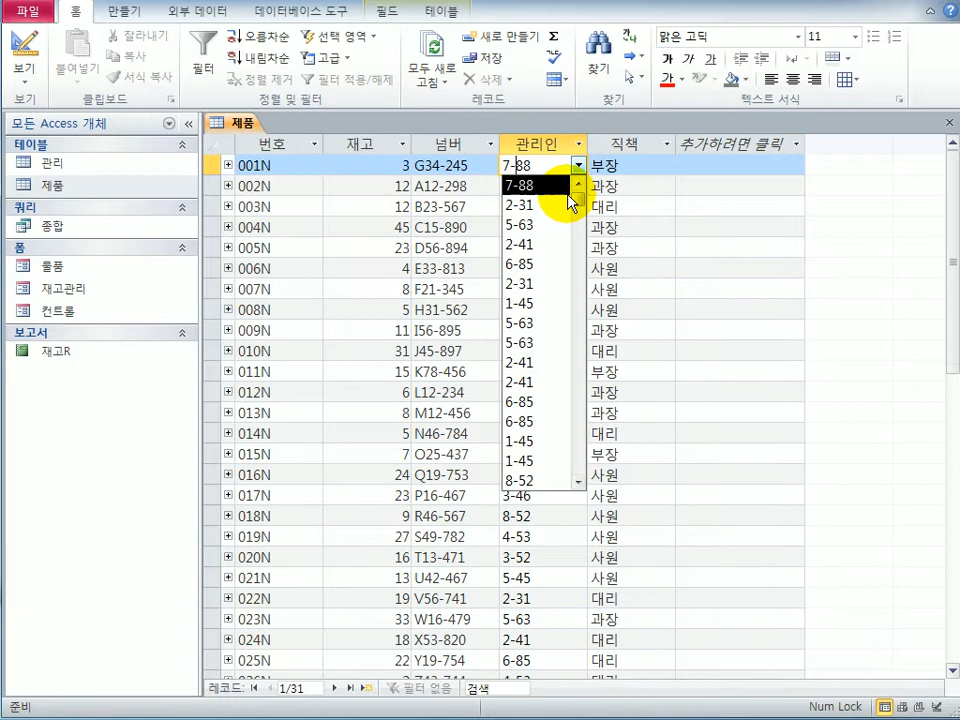 파일 홈 만들기 외부 데이터 데이터베이스 도구 필드 테이블
보기 붙여넣기 잘라내기 복사 서식 복사 필터 오름차순 내림차순 정렬 제거 선택 영역 고급 필터 적용/해제 모두 새로 고침 새로 만들기 저장 삭제 Σ 찾기 맑은 고딕 11
가 가 가 가
보기 클립보드 정렬 및 필터 레코드 찾기 텍스트 서식
모든 Access 개체
테이블
관리
제품
쿼리
종합
폼
물품
재고관리
컨트롤
보고서
재고R
제품
번호 재고 넘버 관리인 직책 추가하려면 클릭
001N 3 G34-245 7-88 부장
002N 12 A12-298 7-88 과장
003N 12 B23-567 2-31 대리
004N 45 C15-890 5-63 과장
005N 23 D56-894 2-41 과장
006N 4 E33-813 6-85 사원
007N 8 F21-345 2-31 사원
008N 5 H31-562 1-45 사원
009N 11 I56-895 5-63 과장
010N 31 J45-897 5-63 대리
011N 15 K78-456 2-41 부장
012N 6 L12-234 2-41 과장
013N 8 M12-456 6-85 과장
014N 5 N46-784 6-85 대리
015N 7 O25-437 1-45 부장
016N 24 Q19-753 1-45 사원
8-52
017N 23 P16-467 3-46 사원
018N 9 R46-567 8-52 사원
019N 27 S49-782 4-53 사원
020N 16 T13-471 3-52 사원
021N 13 U42-467 5-45 사원
022N 19 V56-741 2-31 대리
023N 33 W16-479 5-63 과장
024N 18 X53-820 2-41 대리
025N 22 Y19-754 6-85 대리
레코드: 1/31 필터 없음 검색
준비 Num Lock